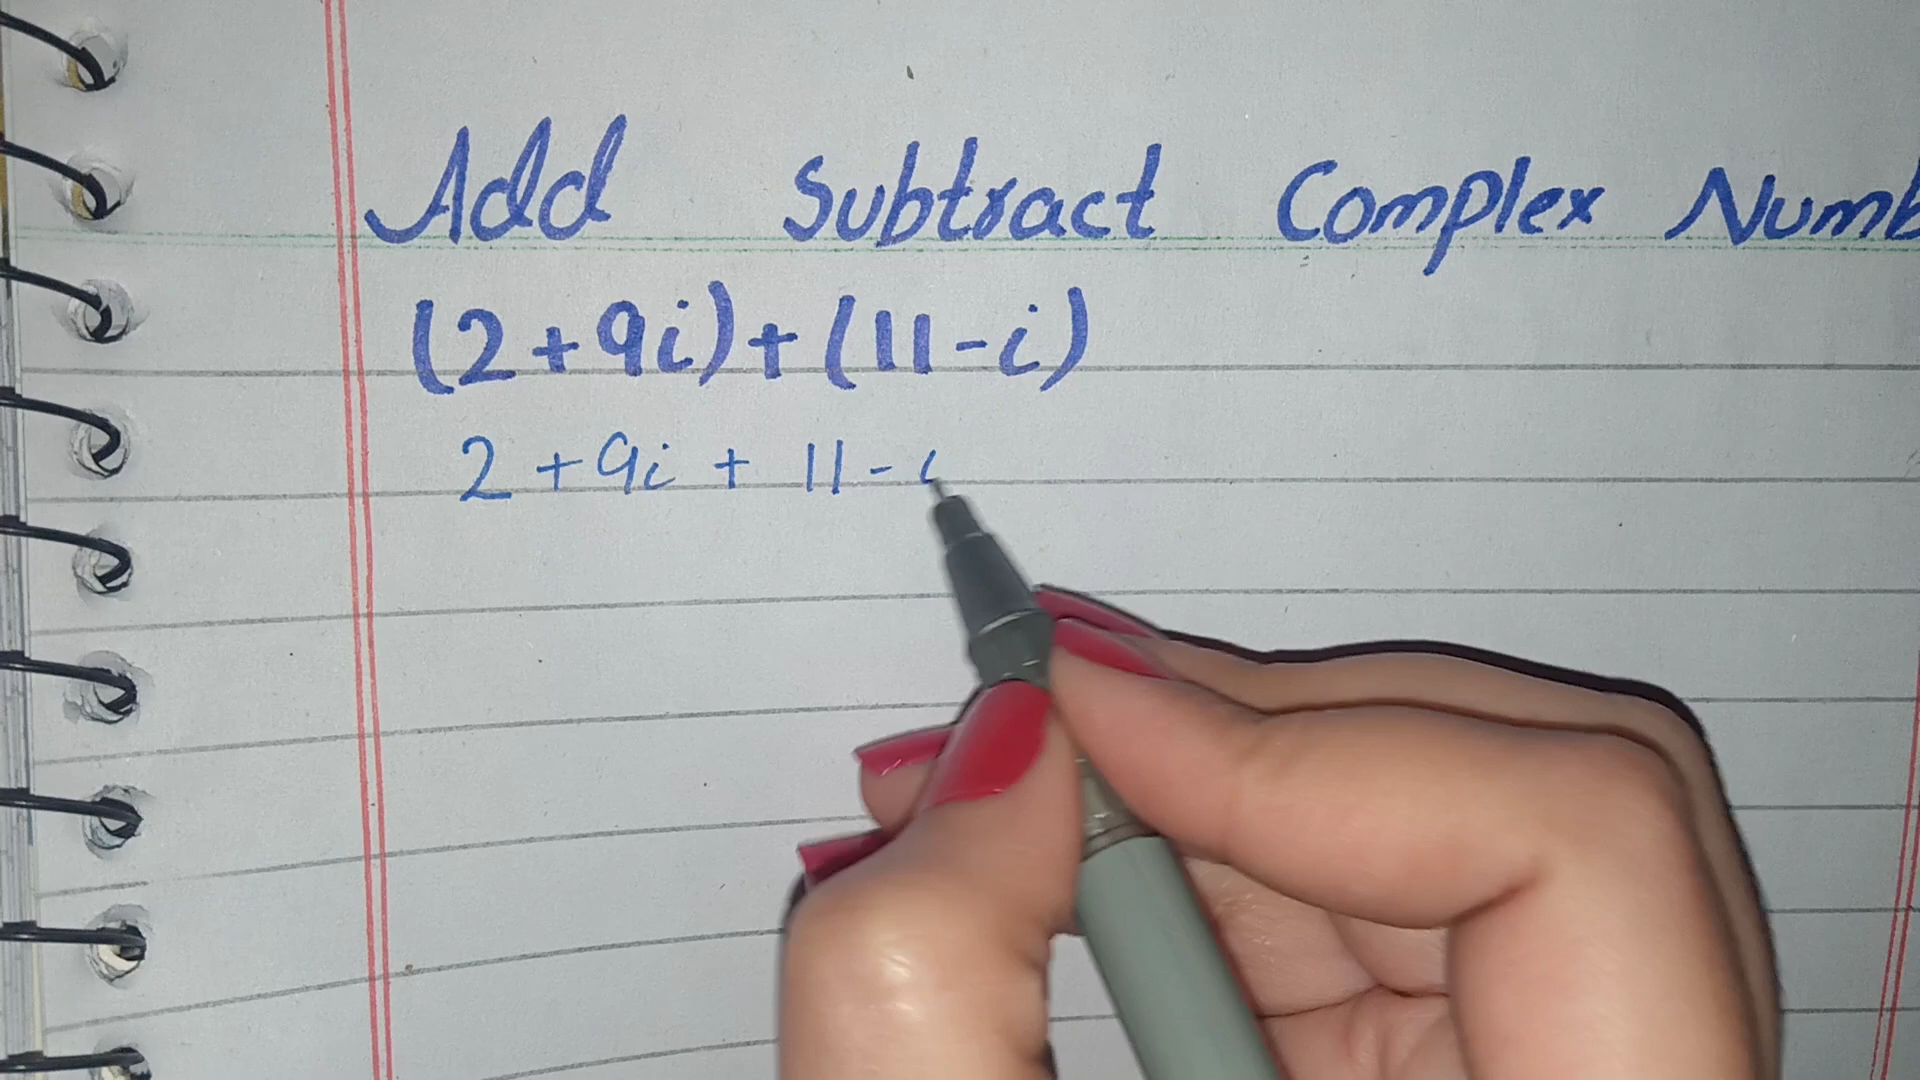 Add Subtract Complex Numb
(2+9i)+(11-i)
2 + 9i + 11 - i